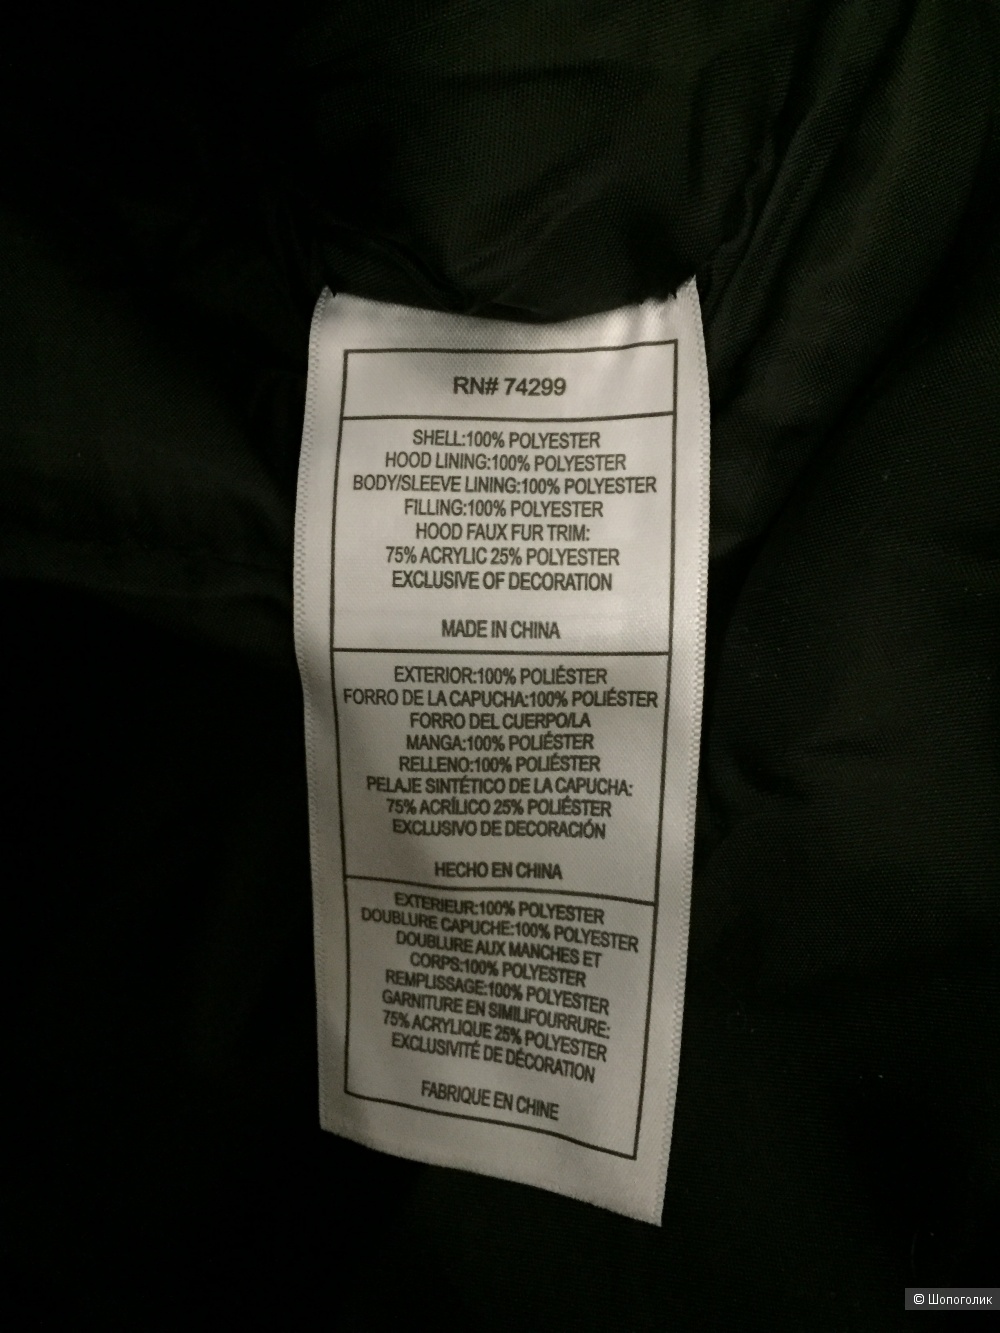 RN# 74299
SHELL:100% POLYESTER
HOOD LINING:100% POLYESTER
BODY/SLEEVE LINING:100% POLYESTER
FILLING:100% POLYESTER
HOOD FAUX FUR TRIM:
75% ACRYLIC 25% POLYESTER
EXCLUSIVE OF DECORATION
MADE IN CHINA
EXTERIOR:100% POLIÉSTER
FORRO DE LA CAPUCHA:100% POLIÉSTER
FORRO DEL CUERPO/LA
MANGA:100% POLIÉSTER
RELLENO:100% POLIÉSTER
PELAJE SINTÉTICO DE LA CAPUCHA:
75% ACRÍLICO 25% POLIÉSTER
EXCLUSIVO DE DECORACIÓN
HECHO EN CHINA
EXTERIEUR:100% POLYESTER
DOUBLURE CAPUCHE:100% POLYESTER
DOUBLURE AUX MANCHES ET
CORPS:100% POLYESTER
REMPLISSAGE:100% POLYESTER
GARNITURE EN SIMILIFOURRURE:
75% ACRYLIQUE 25% POLYESTER
EXCLUSIVITÉ DE DÉCORATION
FABRIQUE EN CHINE
© Шопоголик